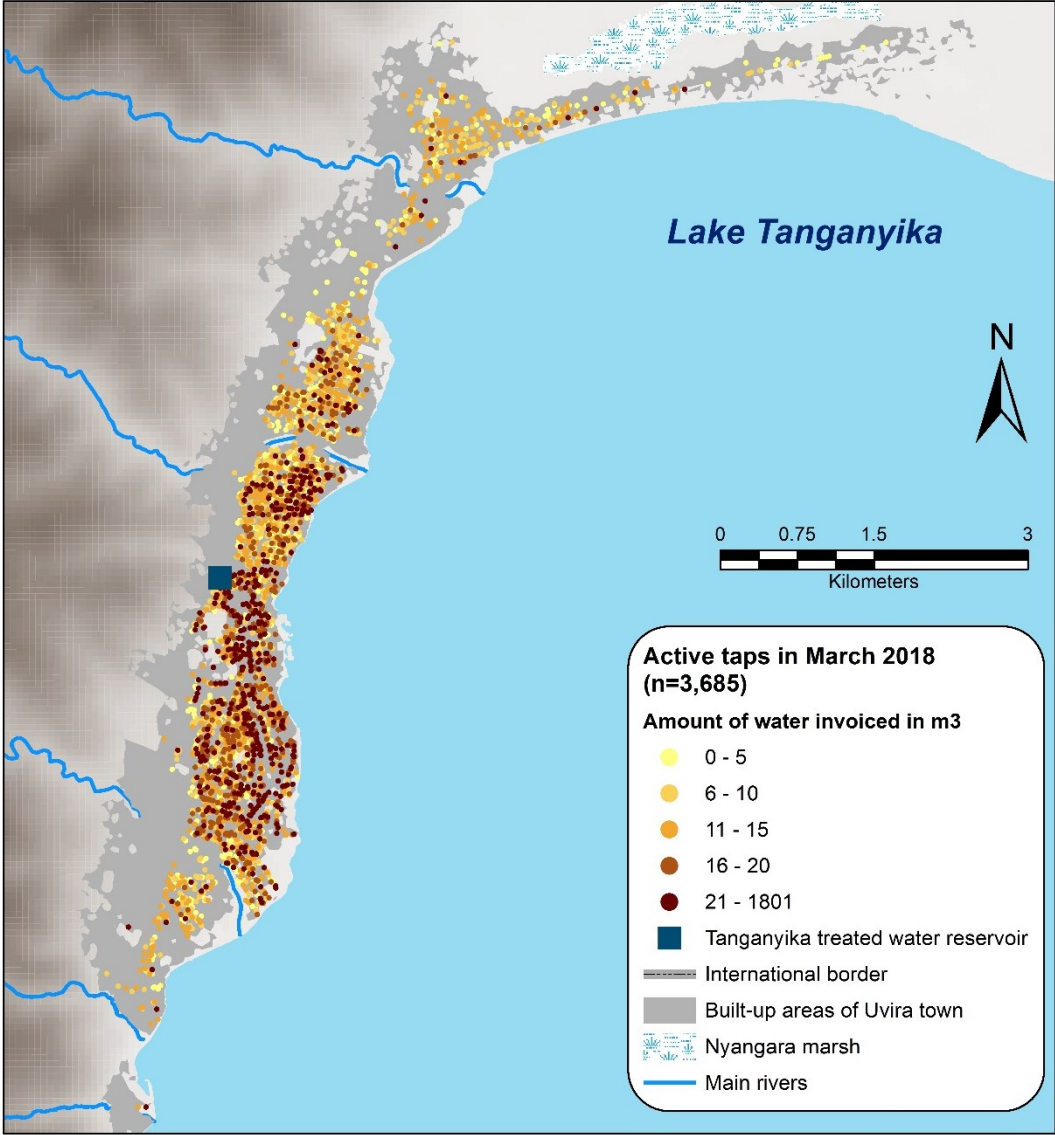 Lake Tanganyika
N
0 0.75 1.5 3
Kilometers
Active taps in March 2018
(n=3,685)
Amount of water invoiced in m3
0 - 5
6 - 10
11 - 15
16 - 20
21 - 1801
Tanganyika treated water reservoir
International border
Built-up areas of Uvira town
Nyangara marsh
Main rivers